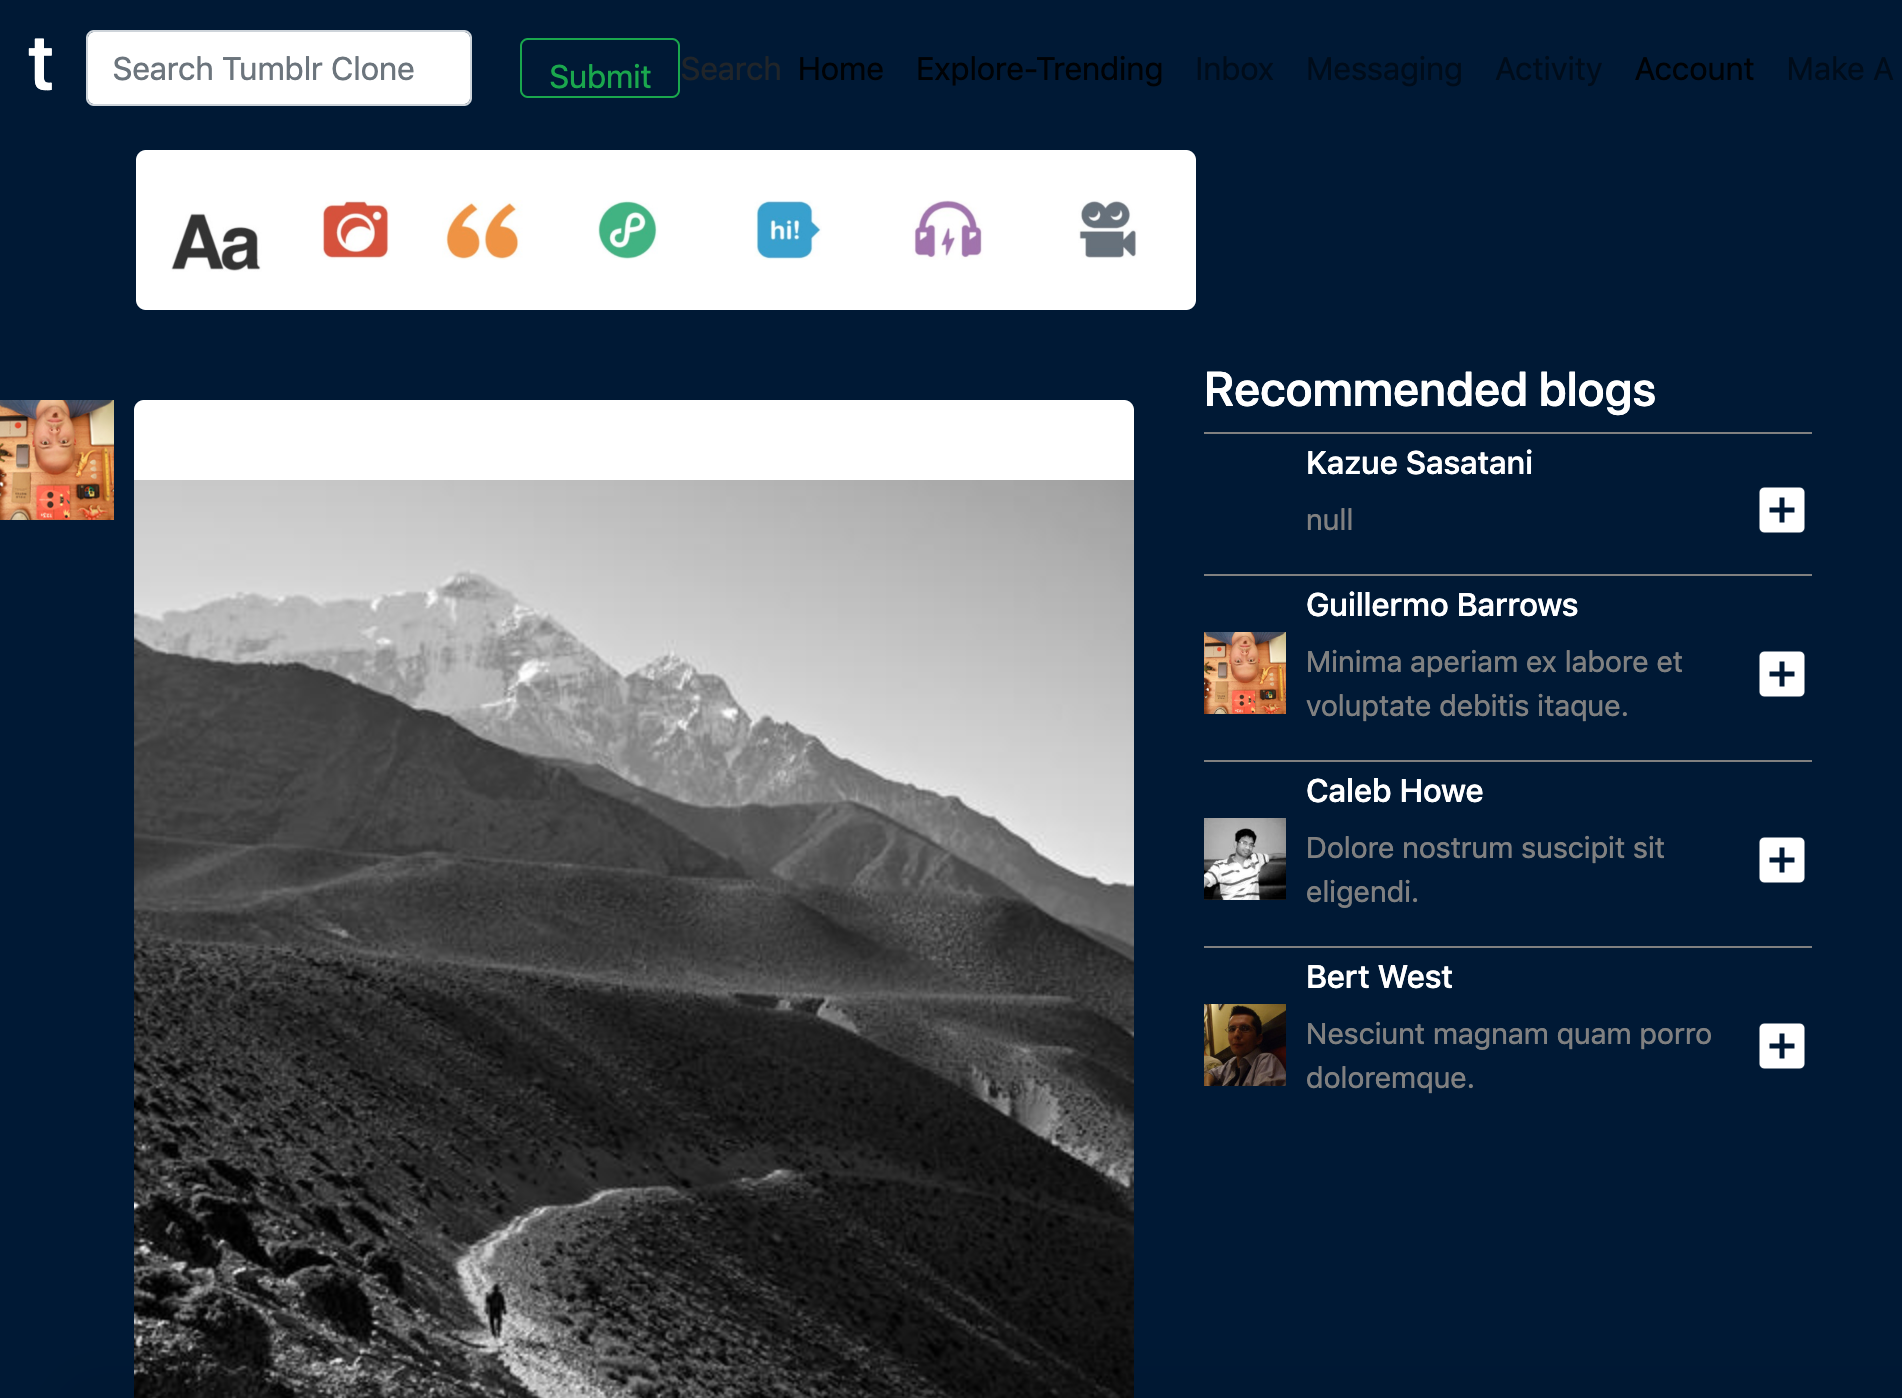 t
Search Tumblr Clone
Submit
Search Home Explore-Trending Inbox Messaging Activity Account Make A
Aa
hi!
Recommended blogs
Kazue Sasatani
null
Guillermo Barrows
Minima aperiam ex labore et
voluptate debitis itaque.
Caleb Howe
Dolore nostrum suscipit sit
eligendi.
Bert West
Nesciunt magnam quam porro
doloremque.